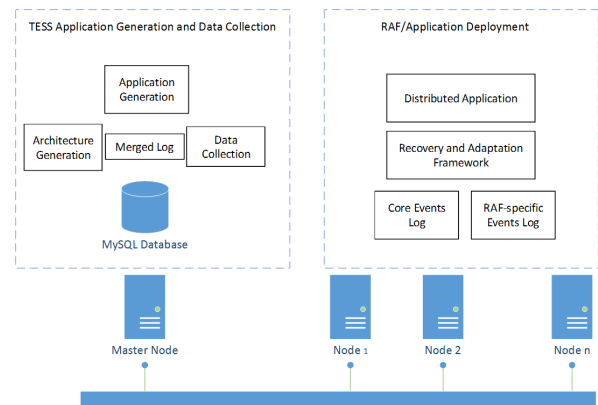 TESS Application Generation and Data Collection
RAF/Application Deployment
Application
Generation
Architecture
Generation
Merged Log
Data
Collection
MySQL Database
Distributed Application
Recovery and Adaptation
Framework
Core Events
Log
RAF-specific
Events Log
Master Node
Node 1
Node 2
Node n